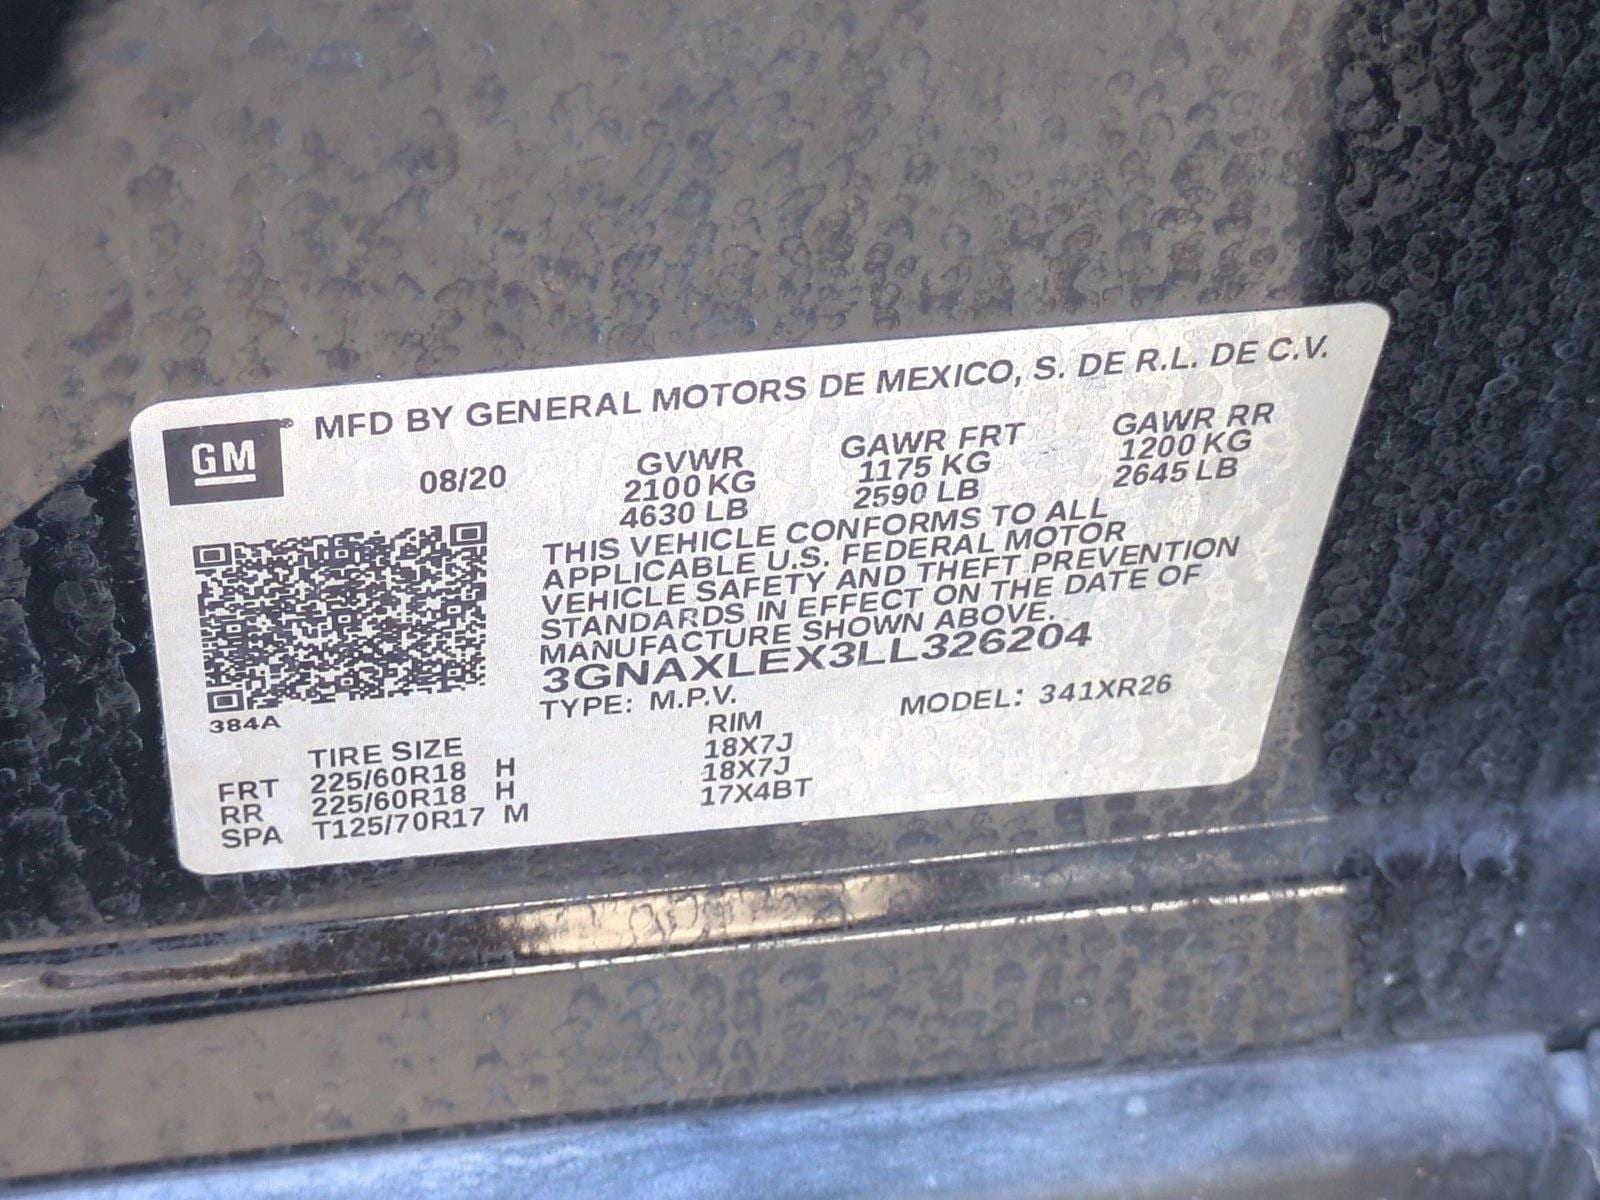 GM® MFD BY GENERAL MOTORS DE MEXICO, S. DE R.L. DE C.V.
08/20 GVWR GAWR FRT GAWR RR
2100 KG 1175 KG 1200 KG
4630 LB 2590 LB 2645 LB
THIS VEHICLE CONFORMS TO ALL
APPLICABLE U.S. FEDERAL MOTOR
VEHICLE SAFETY AND THEFT PREVENTION
STANDARDS IN EFFECT ON THE DATE OF
MANUFACTURE SHOWN ABOVE.
3GNAXLEX3LL326204
384A TYPE: M.P.V. MODEL: 341XR26
TIRE SIZE RIM
FRT 225/60R18 H 18X7J
RR 225/60R18 H 18X7J
SPA T125/70R17 M 17X4BT